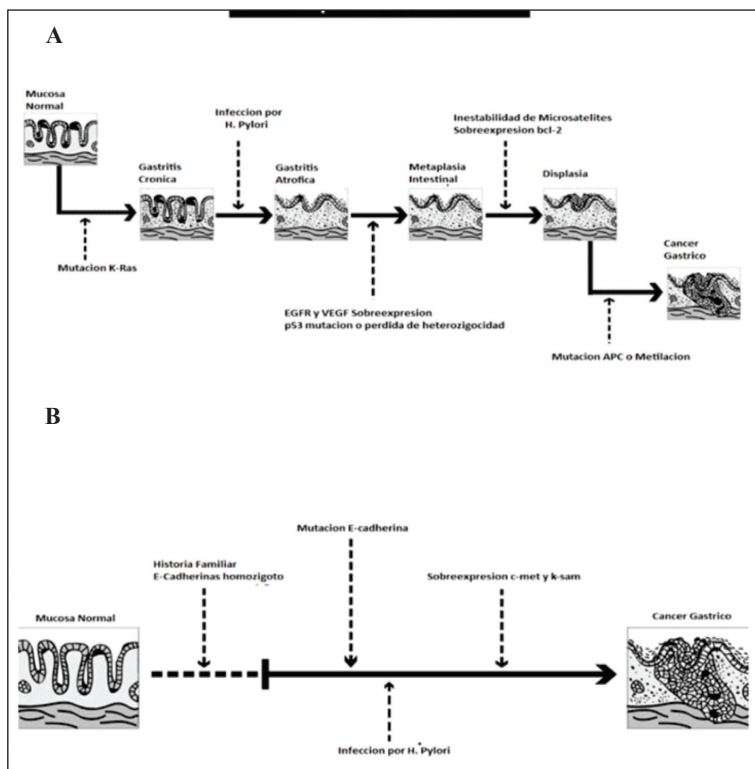 A
Mucosa
Normal
Infeccion por
H. Pylori
Inestabilidad de Microsatelites
Sobreexpresion bcl-2
Gastritis
Cronica
Gastritis
Atrofica
Metaplasia
Intestinal
Displasia
Cancer
Gastrico
Mutacion K-Ras
EGFR y VEGF Sobreexpresion
p53 mutacion o perdida de heterozigocidad
Mutacion APC o Metilacion
B
Mutacion E-cadherina
Historia Familiar
E-Cadherinas homozigoto
Sobreexpresion c-met y k-sam
Mucosa Normal
Cancer Gastrico
Infeccion por H. Pylori